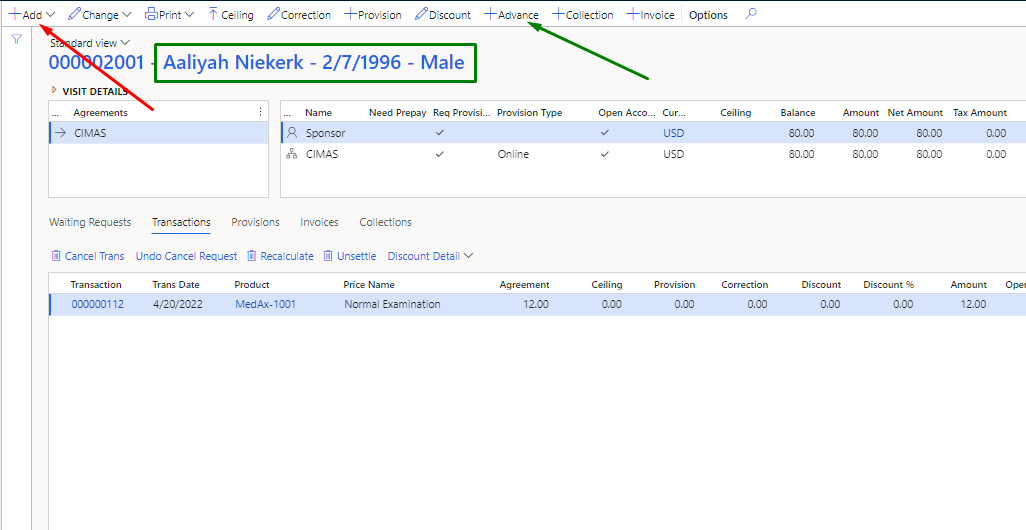 Add Change Print Ceiling Correction Provision Discount Advance Collection Invoice Options
Standard view
000002001 - Aaliyah Niekerk - 2/7/1996 - Male
VISIT DETAILS
... Agreements
CIMAS
... Name Need Prepay Req Provisi... Provision Type Open Acco... Cur... Ceiling Balance Amount Net Amount Tax Amount
Sponsor USD 80.00 80.00 80.00 0.00
CIMAS Online USD 80.00 80.00 80.00 0.00
Waiting Requests Transactions Provisions Invoices Collections
Cancel Trans Undo Cancel Request Recalculate Unsettle Discount Detail
Transaction Trans Date Product Price Name Agreement Ceiling Provision Correction Discount Discount % Amount Oper
000000112 4/20/2022 MedAx-1001 Normal Examination 12.00 0.00 0.00 0.00 0.00 0.00 12.00